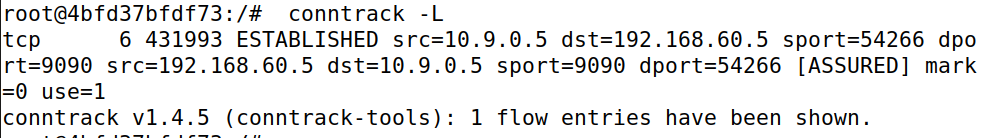 root@4bfd37bfdf73:/#  conntrack -L
tcp      6 431993 ESTABLISHED src=10.9.0.5 dst=192.168.60.5 sport=54266 dpo
rt=9090 src=192.168.60.5 dst=10.9.0.5 sport=9090 dport=54266 [ASSURED] mark
=0 use=1
conntrack v1.4.5 (conntrack-tools): 1 flow entries have been shown.